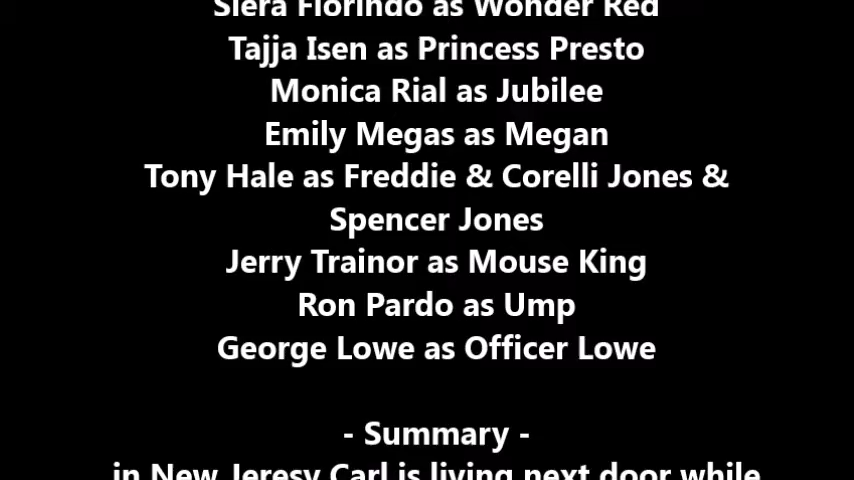 Siera Florindo as Wonder Red
Tajja Isen as Princess Presto
Monica Rial as Jubilee
Emily Megas as Megan
Tony Hale as Freddie & Corelli Jones &
Spencer Jones
Jerry Trainor as Mouse King
Ron Pardo as Ump
George Lowe as Officer Lowe
- Summary -
in New Jeresy Carl is living next door while